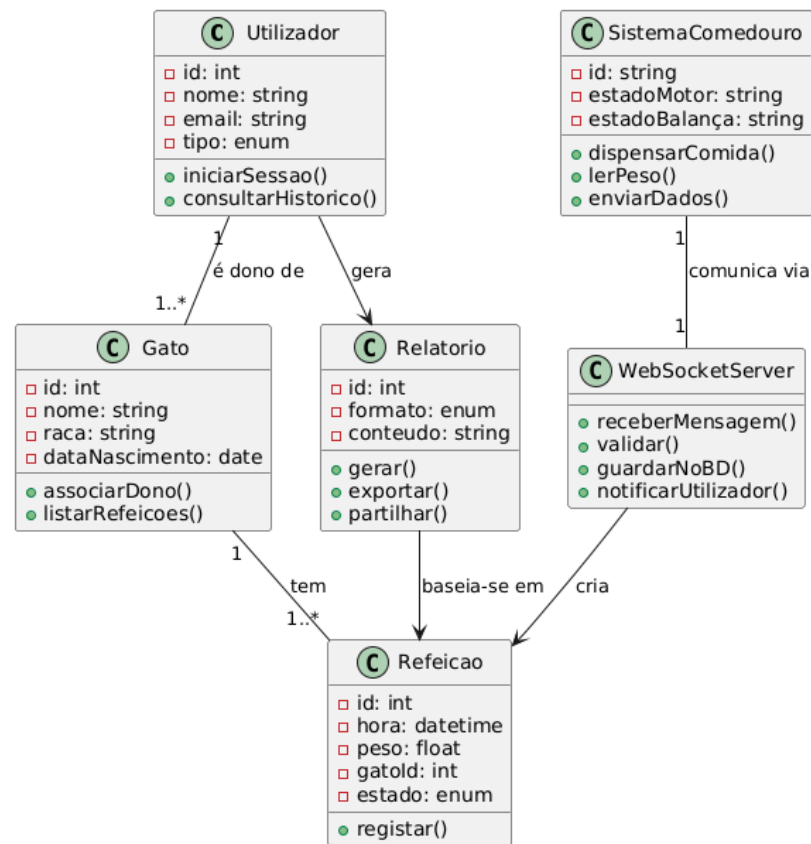 C Utilizador
id: int
nome: string
email: string
tipo: enum
iniciarSessao()
consultarHistorico()
C SistemaComedouro
id: string
estadoMotor: string
estadoBalança: string
dispensarComida()
lerPeso()
enviarDados()
1
é dono de
1..*
gera
1
comunica via
1
C Gato
id: int
nome: string
raca: string
dataNascimento: date
associarDono()
listarRefeicoes()
C Relatorio
id: int
formato: enum
conteudo: string
gerar()
exportar()
partilhar()
C WebSocketServer
receberMensagem()
validar()
guardarNoBD()
notificarUtilizador()
1
tem
1..*
baseia-se em
cria
C Refeicao
id: int
hora: datetime
peso: float
gatoId: int
estado: enum
registar()